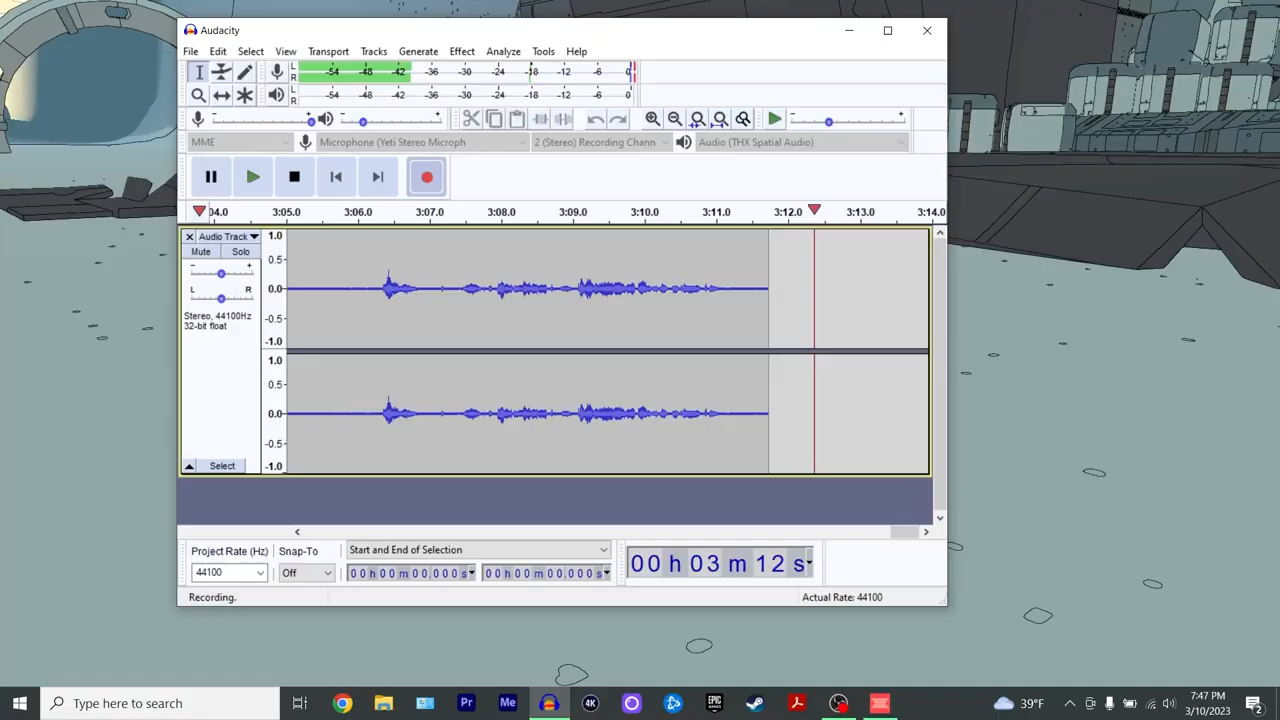 Audacity
File Edit Select View Transport Tracks Generate Effect Analyze Tools Help
L
R
-54 -48 -42 -36 -30 -24 -18 -12 -6 0
L
R
-54 -48 -42 -36 -30 -24 -18 -12 -6 0
MME Microphone (Yeti Stereo Microph 2 (Stereo) Recording Chann Audio (THX Spatial Audio)
04.0 3:05.0 3:06.0 3:07.0 3:08.0 3:09.0 3:10.0 3:11.0 3:12.0 3:13.0 3:14.0
Audio Track
Mute Solo
L R
Stereo, 44100Hz
32-bit float
Select
1.0
0.5
0.0
-0.5
-1.0
1.0
0.5
0.0
-0.5
-1.0
Project Rate (Hz) Snap-To Start and End of Selection
44100 Off 00 h 00 m 00.000 s 00 h 00 m 00.000 s
00 h 03 m 12 s
Recording. Actual Rate: 44100
Type here to search
Pr Me 4K EPIC GAMES
39°F
7:47 PM
3/10/2023
2